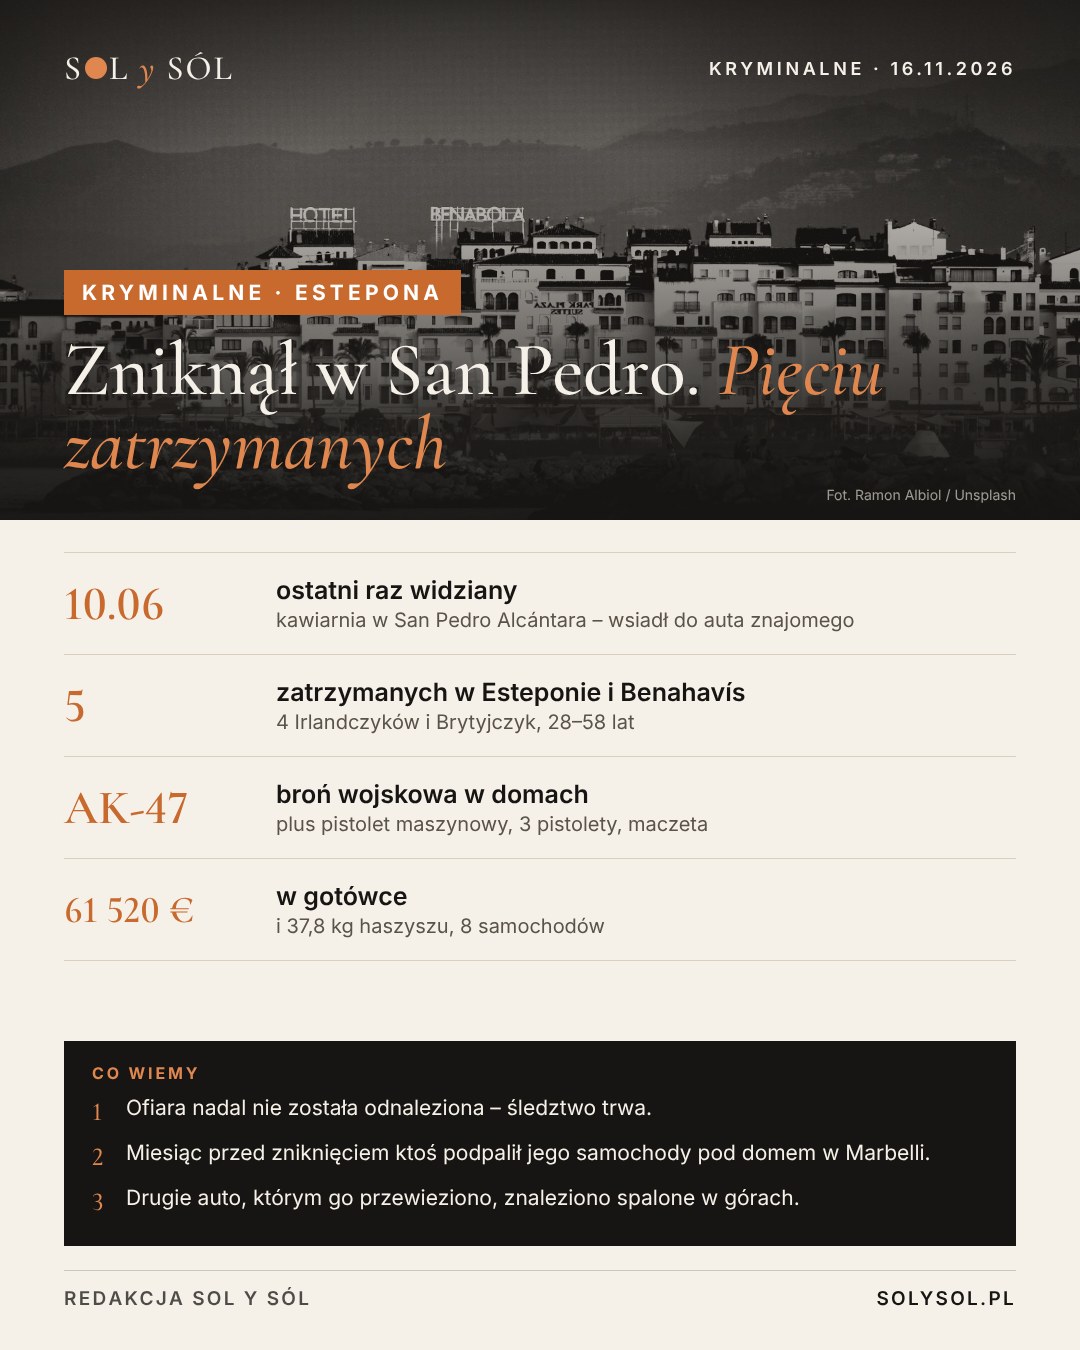 SOL y SÓL
KRYMINALNE · 16.11.2026
HOTEL BENABOLA
PARK PLAZA
SUITES
KRYMINALNE · ESTEPONA
Zniknął w San Pedro. Pięciu
zatrzymanych
Fot. Ramon Albiol / Unsplash
10.06
ostatni raz widziany
kawiarnia w San Pedro Alcántara – wsiadł do auta znajomego
5
zatrzymanych w Esteponie i Benahavís
4 Irlandczyków i Brytyjczyk, 28–58 lat
AK-47
broń wojskowa w domach
plus pistolet maszynowy, 3 pistolety, maczeta
61 520 €
w gotówce
i 37,8 kg haszyszu, 8 samochodów
CO WIEMY
1 Ofiara nadal nie została odnaleziona – śledztwo trwa.
2 Miesiąc przed zniknięciem ktoś podpalił jego samochody pod domem w Marbelli.
3 Drugie auto, którym go przewieziono, znaleziono spalone w górach.
REDAKCJA SOL Y SÓL
SOLYSOL.PL